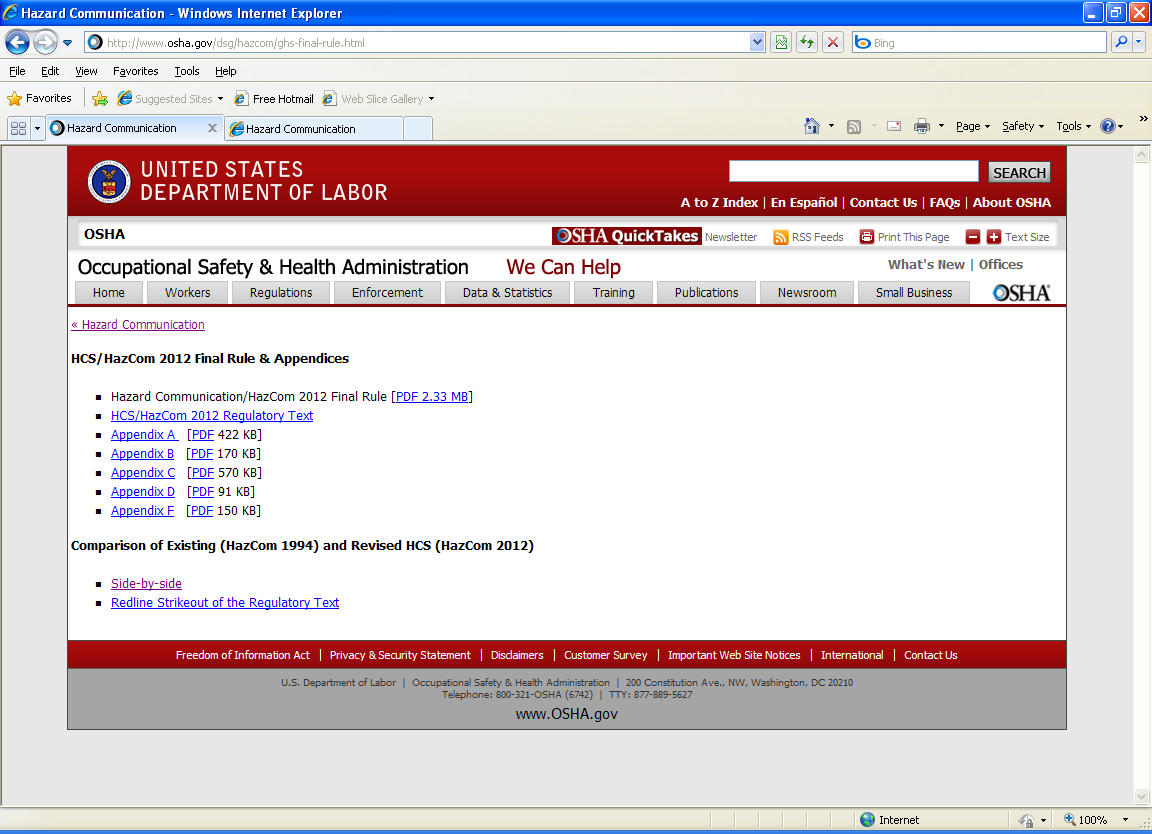 Hazard Communication - Windows Internet Explorer
http://www.osha.gov/dsg/hazcom/ghs-final-rule.html
Bing
File Edit View Favorites Tools Help
Favorites Suggested Sites Free Hotmail Web Slice Gallery
Hazard Communication X Hazard Communication Page Safety Tools »
UNITED STATES
DEPARTMENT OF LABOR
SEARCH
A to Z Index | En Español | Contact Us | FAQs | About OSHA
OSHA OSHA QuickTakes Newsletter RSS Feeds Print This Page Text Size
Occupational Safety & Health Administration We Can Help What's New | Offices
Home Workers Regulations Enforcement Data & Statistics Training Publications Newsroom Small Business OSHA
« Hazard Communication
HCS/HazCom 2012 Final Rule & Appendices
Hazard Communication/HazCom 2012 Final Rule [PDF 2.33 MB]
HCS/HazCom 2012 Regulatory Text
Appendix A [PDF 422 KB]
Appendix B [PDF 170 KB]
Appendix C [PDF 570 KB]
Appendix D [PDF 91 KB]
Appendix F [PDF 150 KB]
Comparison of Existing (HazCom 1994) and Revised HCS (HazCom 2012)
Side-by-side
Redline Strikeout of the Regulatory Text
Freedom of Information Act | Privacy & Security Statement | Disclaimers | Customer Survey | Important Web Site Notices | International | Contact Us
U.S. Department of Labor | Occupational Safety & Health Administration | 200 Constitution Ave., NW, Washington, DC 20210
Telephone: 800-321-OSHA (6742) | TTY: 877-889-5627
www.OSHA.gov
Internet 100%